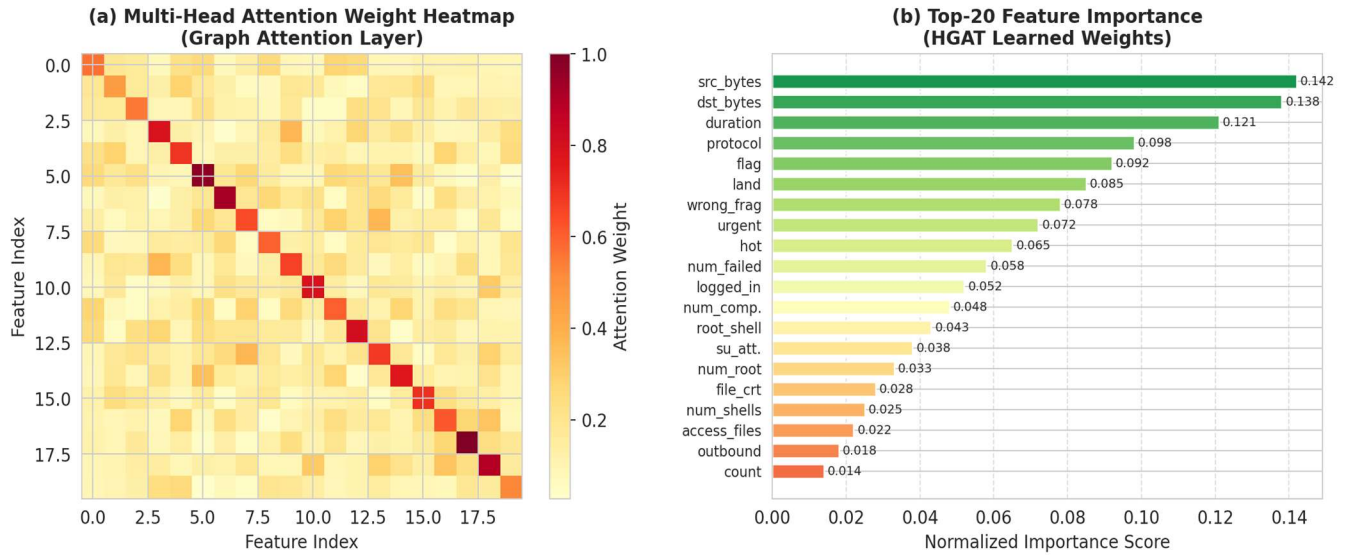 (a) Multi-Head Attention Weight Heatmap
(Graph Attention Layer)
Feature Index
0.0
2.5
5.0
7.5
10.0
12.5
15.0
17.5
0.0 2.5 5.0 7.5 10.0 12.5 15.0 17.5
Feature Index
1.0
0.8
0.6
0.4
0.2
Attention Weight
(b) Top-20 Feature Importance
(HGAT Learned Weights)
src_bytes 0.142
dst_bytes 0.138
duration 0.121
protocol 0.098
flag 0.092
land 0.085
wrong_frag 0.078
urgent 0.072
hot 0.065
num_failed 0.058
logged_in 0.052
num_comp. 0.048
root_shell 0.043
su_att. 0.038
num_root 0.033
file_crt 0.028
num_shells 0.025
access_files 0.022
outbound 0.018
count 0.014
0.00 0.02 0.04 0.06 0.08 0.10 0.12 0.14
Normalized Importance Score